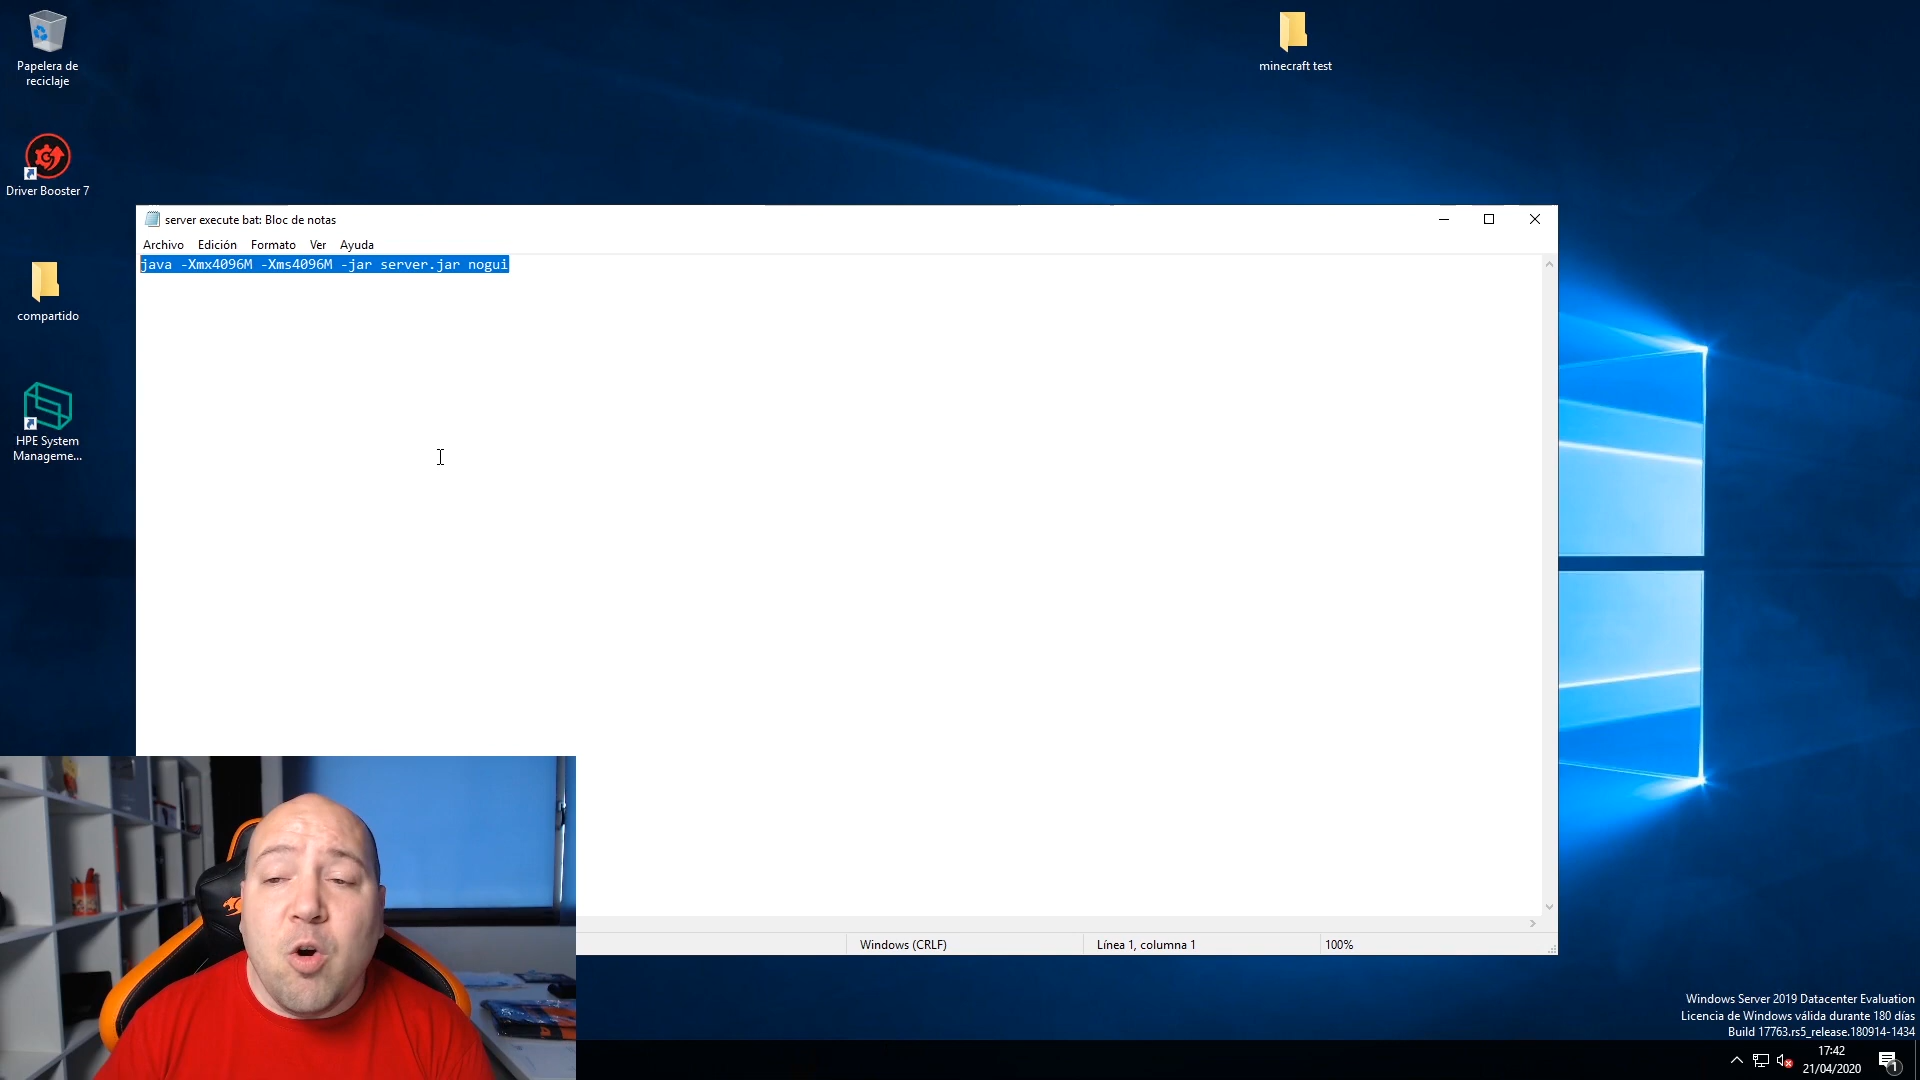 Papelera de
reciclaje
minecraft test
Driver Booster 7
compartido
HPE System
Manageme...
server execute bat: Bloc de notas
Archivo Edición Formato Ver Ayuda
java -Xmx4096M -Xms4096M -jar server.jar nogui
Windows (CRLF) Línea 1, columna 1 100%
Windows Server 2019 Datacenter Evaluation
Licencia de Windows válida durante 180 días
Build 17763.rs5_release.180914-1434
17:42
21/04/2020
1